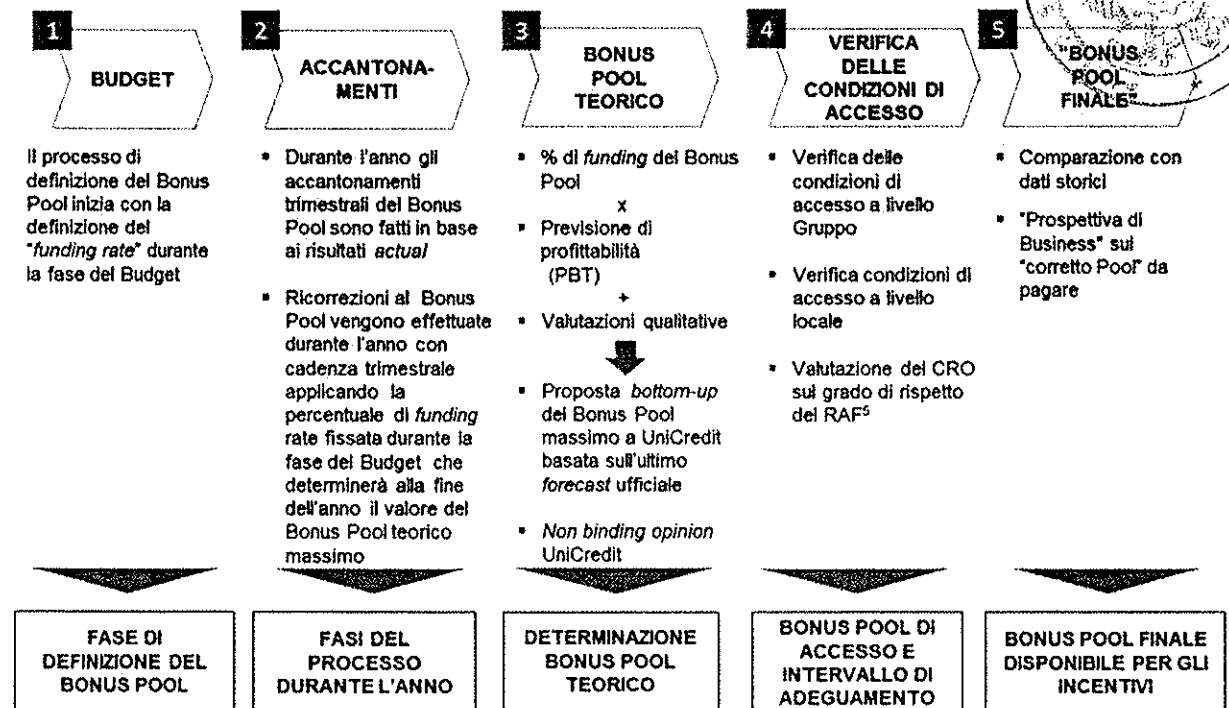 1
BUDGET
Il processo di
definizione del Bonus
Pool inizia con la
definizione del
"funding rate" durante
la fase del Budget
FASE DI
DEFINIZIONE DEL
BONUS POOL
2
ACCANTONA-
MENTI
▪ Durante l'anno gli
accantonamenti
trimestrali del Bonus
Pool sono fatti in base
ai risultati actual
▪ Ricorrezioni al Bonus
Pool vengono effettuate
durante l'anno con
cadenza trimestrale
applicando la
percentuale di funding
rate fissata durante la
fase del Budget che
determinerà alla fine
dell'anno il valore del
Bonus Pool teorico
massimo
FASI DEL
PROCESSO
DURANTE L'ANNO
3
BONUS
POOL
TEORICO
▪ % di funding del Bonus
Pool
x
▪ Previsione di
profittabilità
(PBT)
+
▪ Valutazioni qualitative
▪ Proposta bottom-up
del Bonus Pool
massimo a UniCredit
basata sull'ultimo
forecast ufficiale
▪ Non binding opinion
UniCredit
DETERMINAZIONE
BONUS POOL
TEORICO
4
VERIFICA
DELLE
CONDIZIONI DI
ACCESSO
▪ Verifica delle
condizioni di
accesso a livello
Gruppo
▪ Verifica condizioni di
accesso a livello
locale
▪ Valutazione del CRO
sul grado di rispetto
del RAF⁵
BONUS POOL DI
ACCESSO E
INTERVALLO DI
ADEGUAMENTO
5
"BONUS
POOL
FINALE"
▪ Comparazione con
dati storici
▪ "Prospettiva di
Business" sul
"corretto Pool" da
pagare
BONUS POOL FINALE
DISPONIBILE PER GLI
INCENTIVI